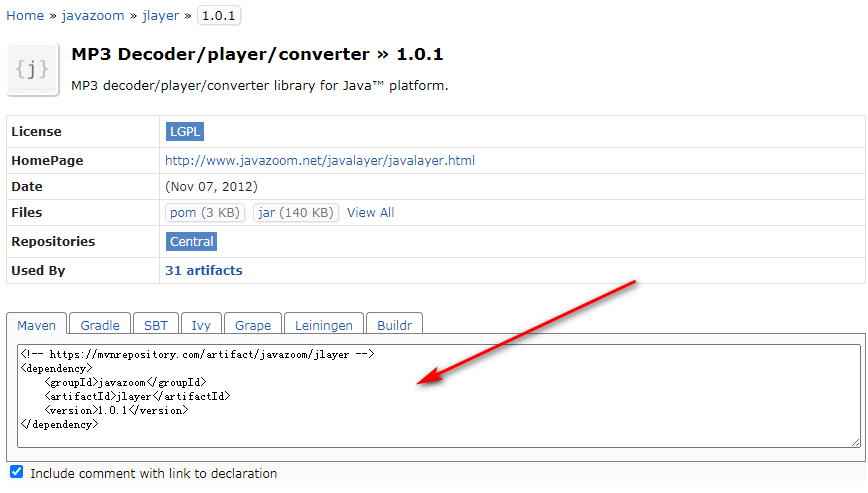 Home » javazoom » jlayer » 1.0.1
{j}
MP3 Decoder/player/converter » 1.0.1
MP3 decoder/player/converter library for Java™ platform.
License LGPL
HomePage http://www.javazoom.net/javalayer/javalayer.html
Date (Nov 07, 2012)
Files pom (3 KB) jar (140 KB) View All
Repositories Central
Used By 31 artifacts
Maven Gradle SBT Ivy Grape Leiningen Buildr
<!-- https://mvnrepository.com/artifact/javazoom/jlayer -->
<dependency>
    <groupId>javazoom</groupId>
    <artifactId>jlayer</artifactId>
    <version>1.0.1</version>
</dependency>
Include comment with link to declaration